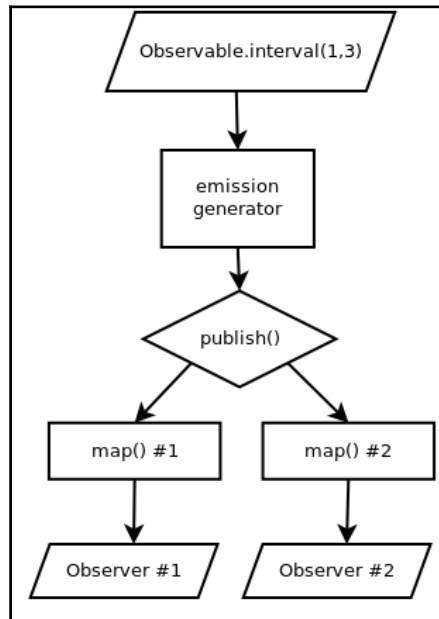 Observable.interval(1,3)
emission
generator
publish()
map() #1
map() #2
Observer #1
Observer #2